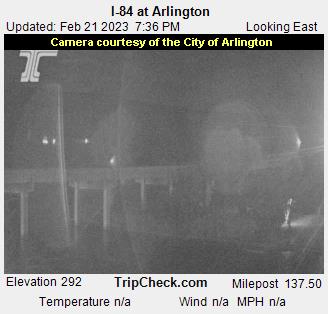 I-84 at Arlington
Updated: Feb 21 2023 7:36 PM Looking East
Camera courtesy of the City of Arlington
Elevation 292 TripCheck.com Milepost 137.50
Temperature n/a Wind n/a MPH n/a